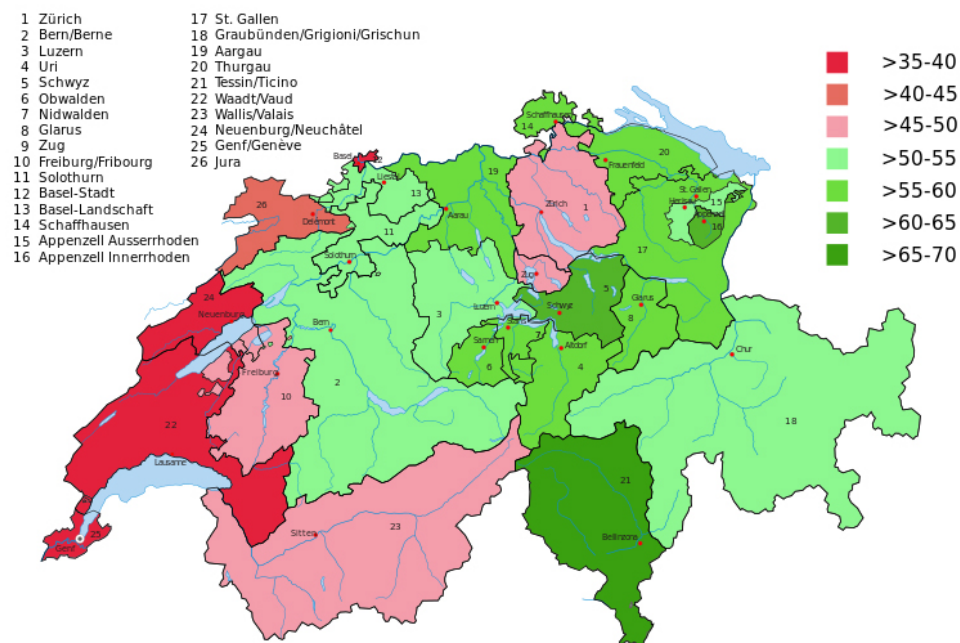 1 Zürich
2 Bern/Berne
3 Luzern
4 Uri
5 Schwyz
6 Obwalden
7 Nidwalden
8 Glarus
9 Zug
10 Freiburg/Fribourg
11 Solothurn
12 Basel-Stadt
13 Basel-Landschaft
14 Schaffhausen
15 Appenzell Ausserrhoden
16 Appenzell Innerrhoden
17 St. Gallen
18 Graubünden/Grigioni/Grischun
19 Aargau
20 Thurgau
21 Tessin/Ticino
22 Waadt/Vaud
23 Wallis/Valais
24 Neuenburg/Neuchâtel
25 Genf/Genève
26 Jura
>35-40
>40-45
>45-50
>50-55
>55-60
>60-65
>65-70
Schaffhausen
14
Basel
20
Frauenfeld
19
Liestal
13
St. Gallen
15
Herisau
26
Delemont
Aarau
Zürich
1
Appenzell
16
11
17
Solothurn
Zug
5
24
Neuenburg
Luzern
Schwyz
Glarus
Bern
3
Stans
8
7
Sarnen
Altdorf
Chur
6
4
Freiburg
2
10
22
18
Lausanne
21
23
Sitten
Bellinzona
25
Genf